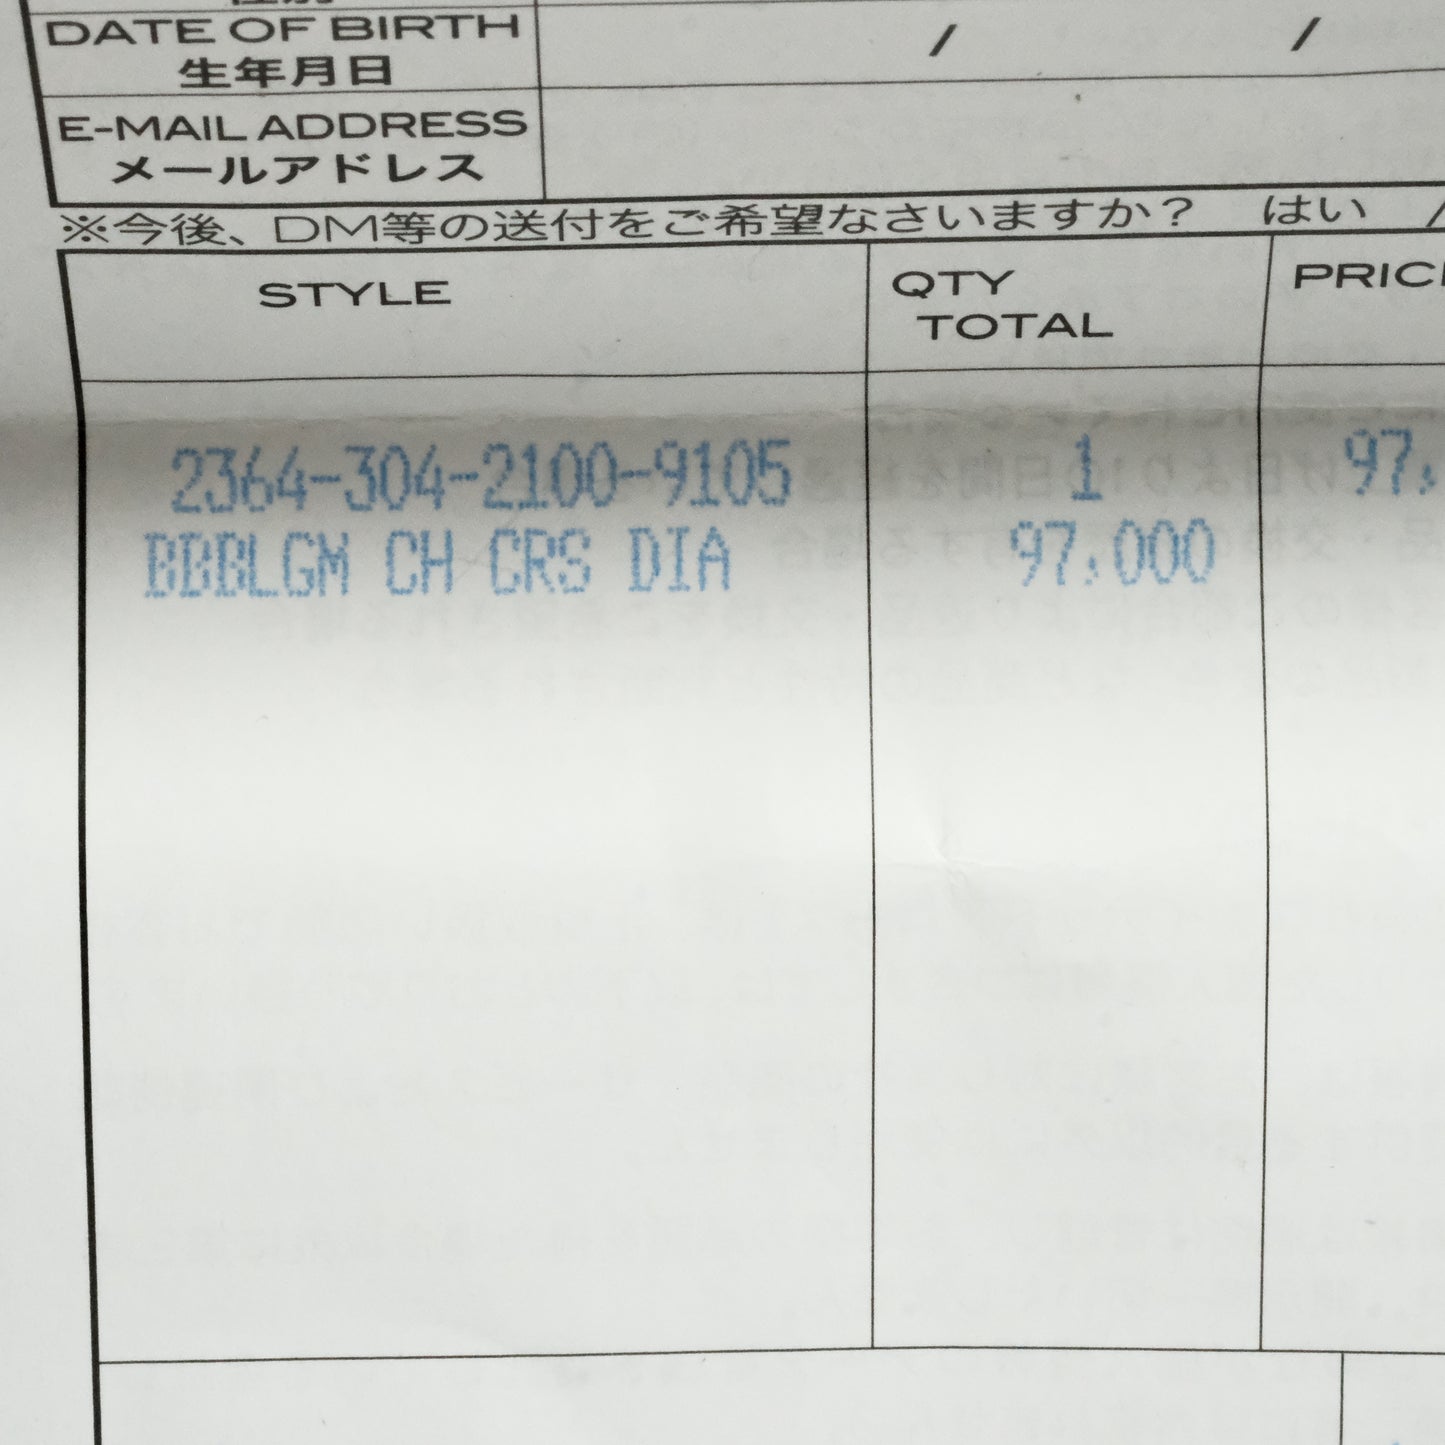 DATE OF BIRTH / /
生年月日
E-MAIL ADDRESS
メールアドレス
※今後、DM等の送付をご希望なさいますか？ はい /
STYLE QTY TOTAL PRIC
2364-304-2100-9105 1 97,
BBBLGM CH CRS DIA 97,000